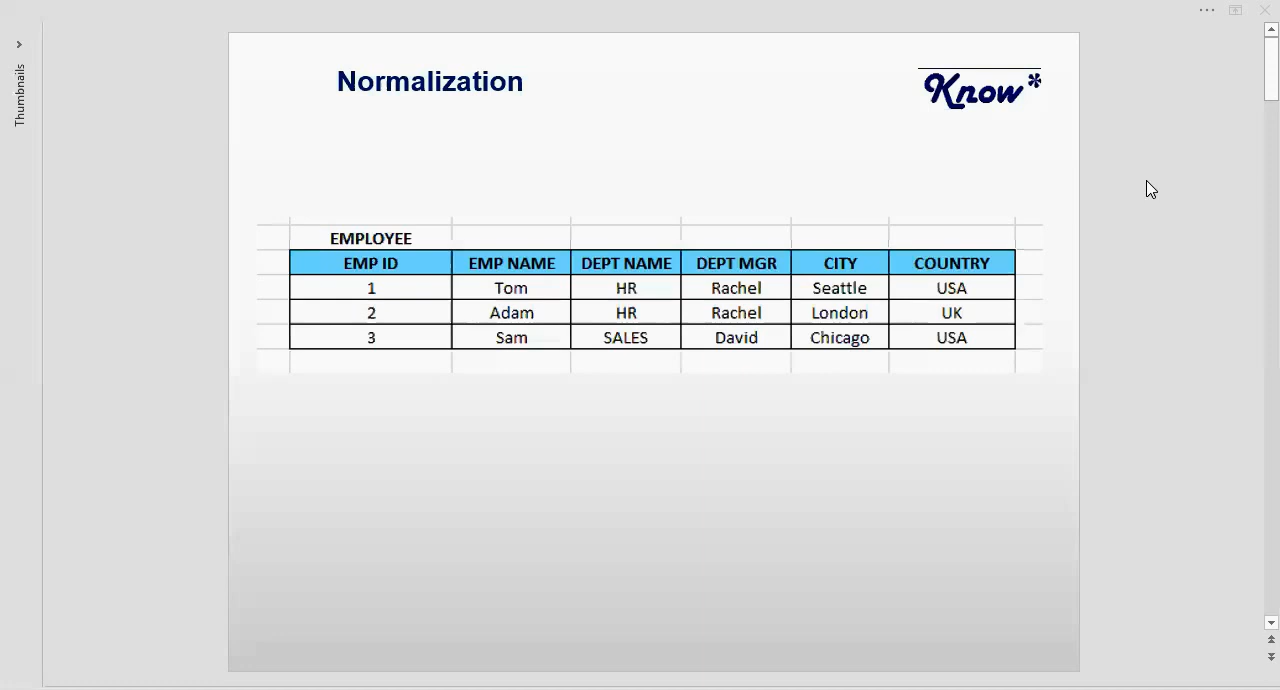 Thumbnails
Normalization
Know*
EMPLOYEE
EMP ID EMP NAME DEPT NAME DEPT MGR CITY COUNTRY
1 Tom HR Rachel Seattle USA
2 Adam HR Rachel London UK
3 Sam SALES David Chicago USA